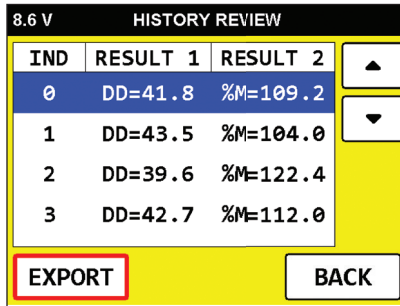 8.6 V HISTORY REVIEW
IND RESULT 1 RESULT 2
0 DD=41.8 %M=109.2
1 DD=43.5 %M=104.0
2 DD=39.6 %M=122.4
3 DD=42.7 %M=112.0
EXPORT BACK